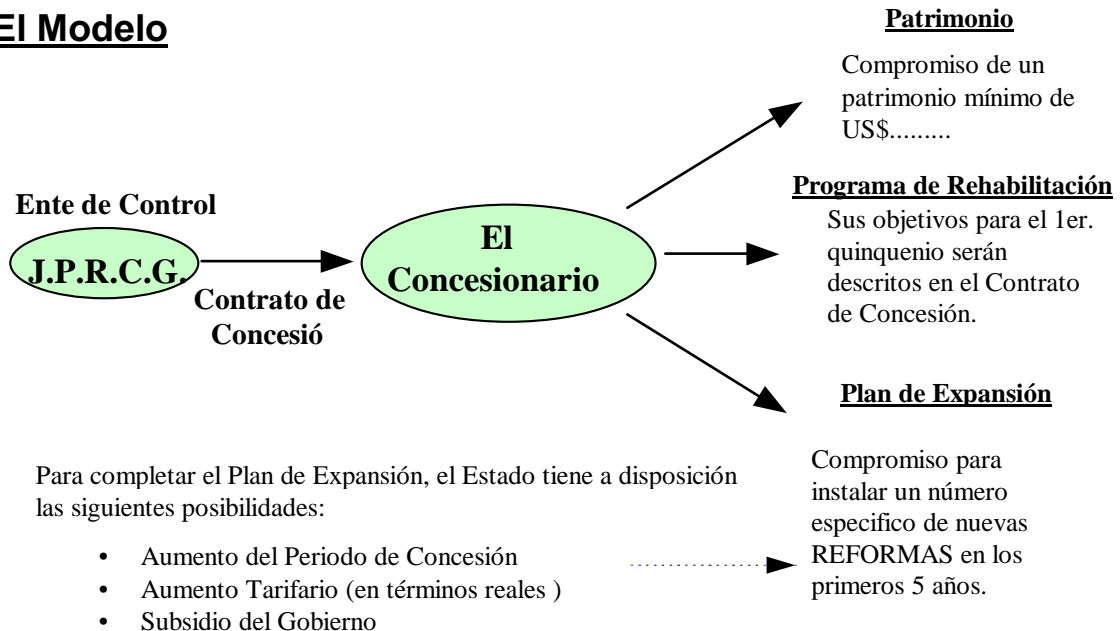 El Modelo
Patrimonio
Compromiso de un
patrimonio mínimo de
US$.........
Ente de Control
J.P.R.C.G.
Contrato de
Concesió
El
Concesionario
Programa de Rehabilitación
Sus objetivos para el 1er.
quinquenio serán
descritos en el Contrato
de Concesión.
Plan de Expansión
Compromiso para
instalar un número
especifico de nuevas
REFORMAS en los
primeros 5 años.
Para completar el Plan de Expansión, el Estado tiene a disposición
las siguientes posibilidades:
• Aumento del Periodo de Concesión
• Aumento Tarifario (en términos reales )
• Subsidio del Gobierno